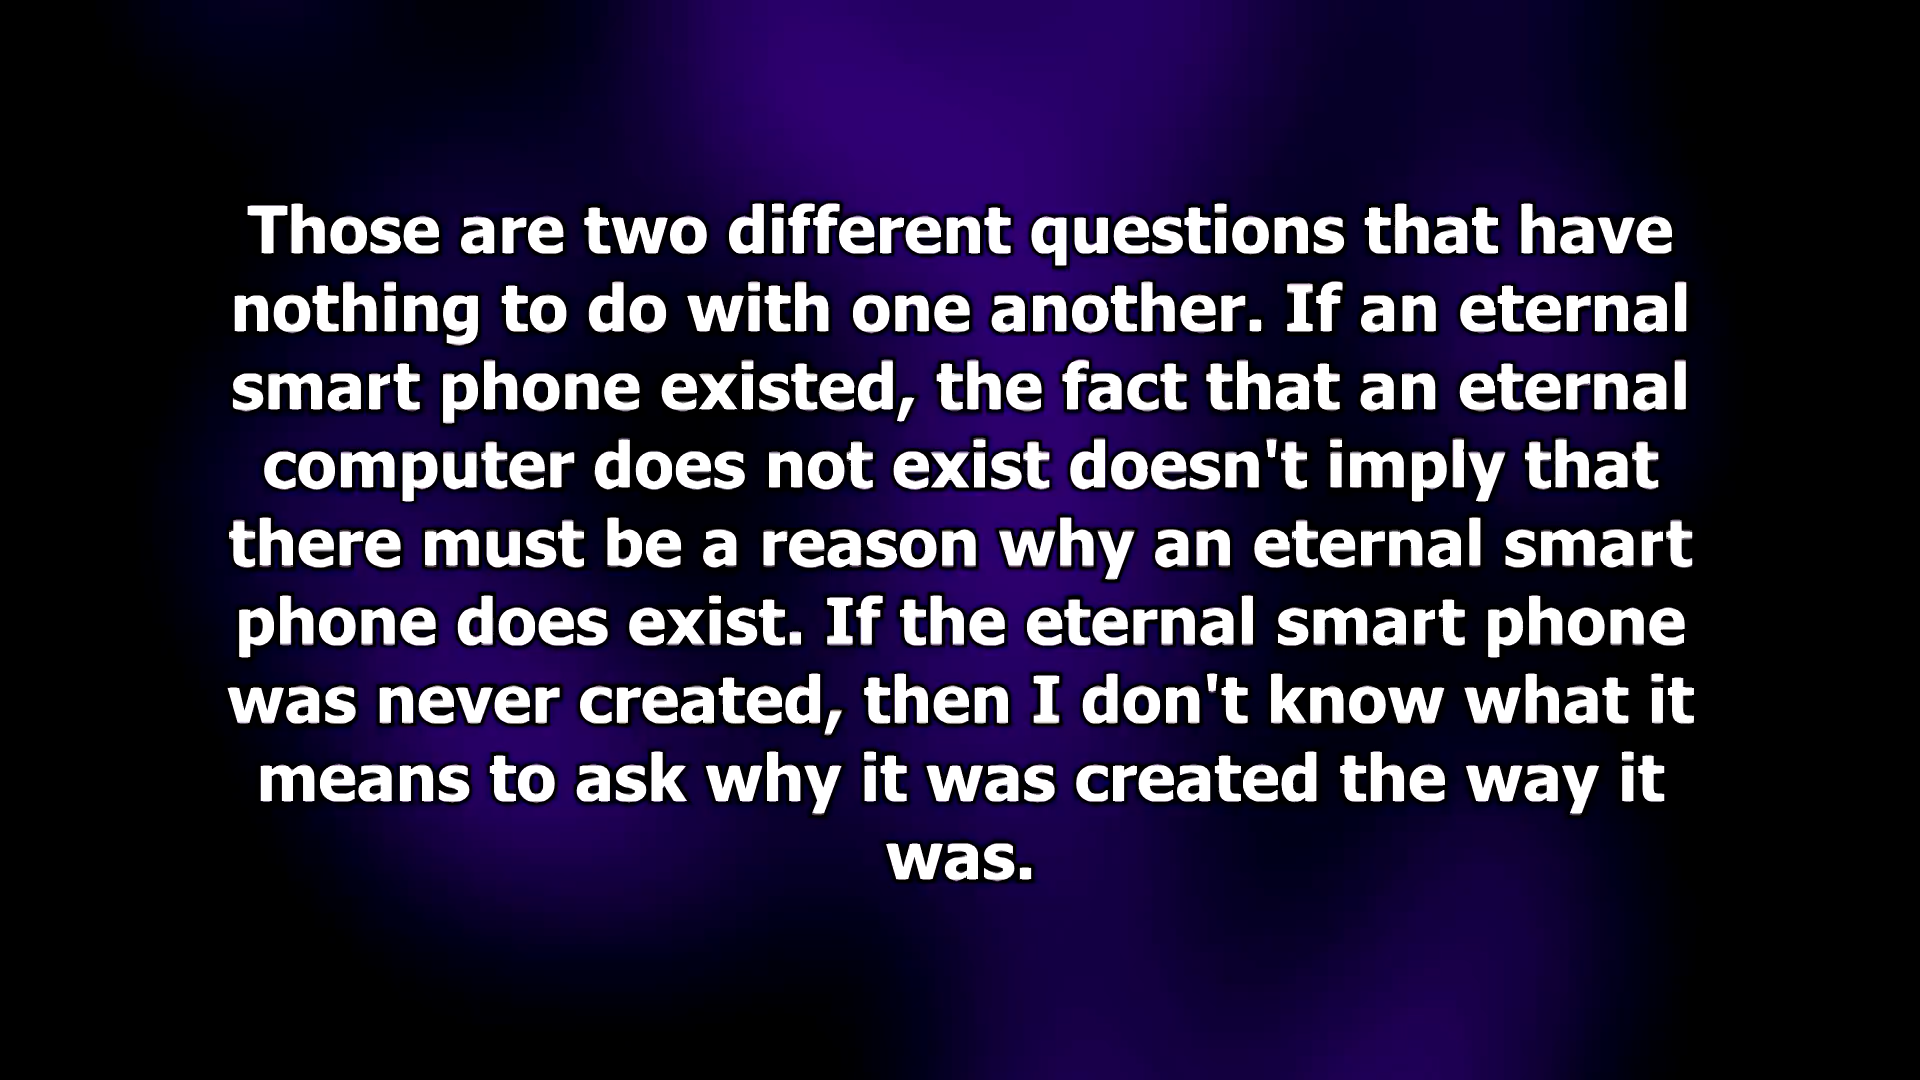 Those are two different questions that have
nothing to do with one another. If an eternal
smart phone existed, the fact that an eternal
computer does not exist doesn't imply that
there must be a reason why an eternal smart
phone does exist. If the eternal smart phone
was never created, then I don't know what it
means to ask why it was created the way it
was.